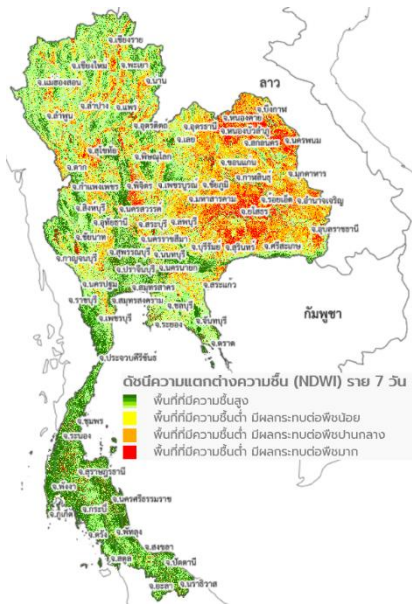 จ.เชียงราย
จ.เชียงใหม่
จ.พะเยา
จ.แม่ฮ่องสอน
จ.น่าน
ลาว
จ.ลำปาง
จ.แพร่
จ.บึงกาฬ
จ.ลำพูน
จ.อุตรดิตถ์
จ.อุดรธานี
จ.หนองคาย
จ.เลย
จ.หนองบัวลำภู
จ.สุโขทัย
จ.พิษณุโลก
จ.สกลนคร
จ.นครพนม
จ.ตาก
จ.ขอนแก่น
จ.มุกดาหาร
จ.กำแพงเพชร
จ.พิจิตร
จ.เพชรบูรณ์
จ.ชัยภูมิ
จ.กาฬสินธุ์
จ.มหาสารคาม
จ.ร้อยเอ็ด
จ.อำนาจเจริญ
จ.สิงหบุรี
จ.นครสวรรค์
จ.ยโสธร
จ.อุทัยธานี
จ.สระบุรี
จ.ลพบุรี
จ.อุบลราชธานี
จ.ชัยนาท
จ.นครราชสีมา
จ.บุรีรัมย์
จ.สุรินทร์
จ.ศรีสะเกษ
จ.สุพรรณบุรี
จ.นนทบุรี
จ.กาญจนบุรี
จ.ปราจีนบุรี
จ.นครนายก
จ.นครปฐม
จ.สมุทรสาคร
จ.สระแก้ว
จ.ราชบุรี
จ.สมุทรสงคราม
จ.ชลบุรี
กัมพูชา
จ.เพชรบุรี
จ.ระยอง
จ.จันทบุรี
จ.ตราด
จ.ประจวบคีรีขันธ์
ดัชนีความแตกต่างความชื้น (NDWI) ราย 7 วัน
พื้นที่ที่มีความชื้นสูง
พื้นที่ที่มีความชื้นต่ำ มีผลกระทบต่อพืชน้อย
พื้นที่ที่มีความชื้นต่ำ มีผลกระทบต่อพืชปานกลาง
พื้นที่ที่มีความชื้นต่ำ มีผลกระทบต่อพืชมาก
จ.ชุมพร
จ.ระนอง
จ.สุราษฎรธานี
จ.พังงา
จ.นครศรีธรรมราช
จ.กระบี่
จ.ภูเก็ต
จ.ตรัง
จ.พัทลุง
จ.สงขลา
จ.สตูล
จ.ปัตตานี
จ.ยะลา
จ.นราธิวาส